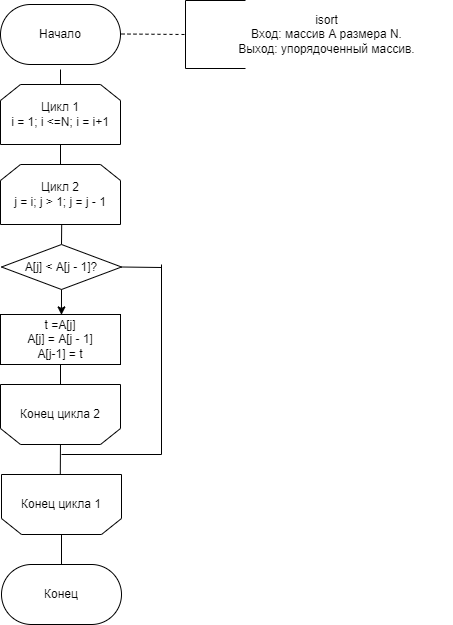 Начало
isort
Вход: массив А размера N.
Выход: упорядоченный массив.
Цикл 1
i = 1; i <=N; i = i+1
Цикл 2
j = i; j > 1; j = j - 1
A[j] < A[j - 1]?
t =A[j]
A[j] = A[j - 1]
A[j-1] = t
Конец цикла 2
Конец цикла 1
Конец